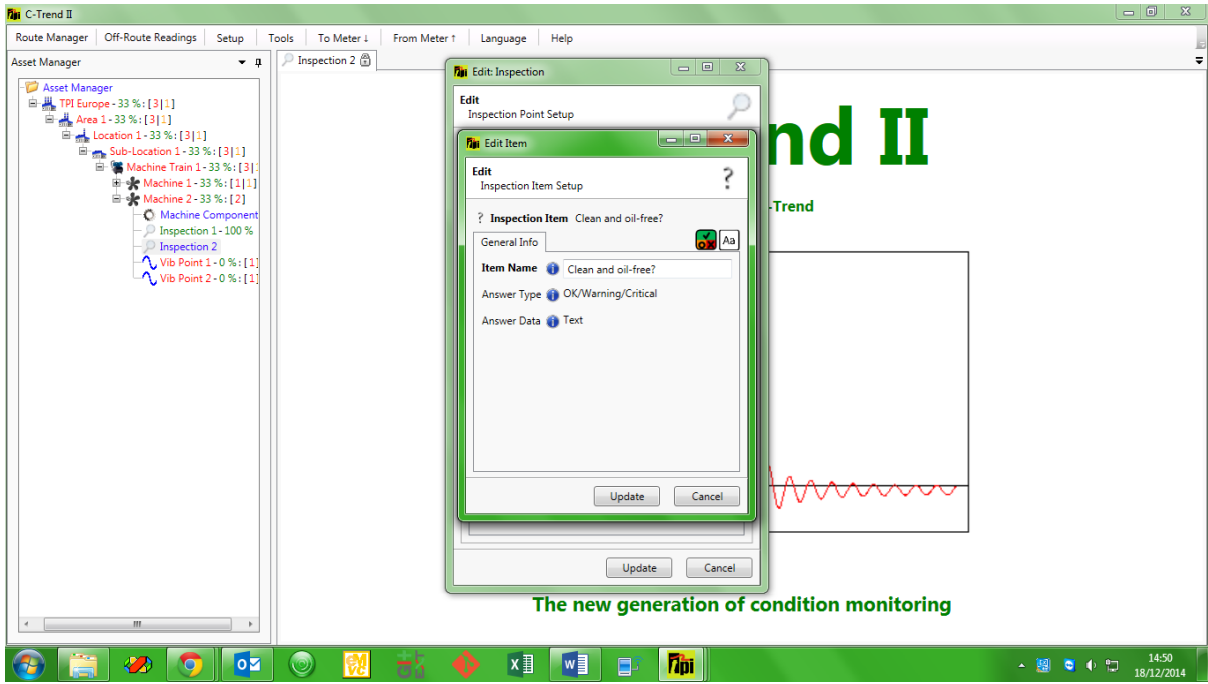 C-Trend II
Route Manager Off-Route Readings Setup Tools To Meter ↓ From Meter ↑ Language Help
Asset Manager
Inspection 2
Asset Manager
TPI Europe - 33 %: [3|1]
Area 1 - 33 %: [3|1]
Location 1 - 33 %: [3|1]
Sub-Location 1 - 33 %: [3|1]
Machine Train 1 - 33 %: [3|
Machine 1 - 33 %: [1|1]
Machine 2 - 33 %: [2]
Machine Component
Inspection 1 - 100 %
Inspection 2
Vib Point 1 - 0 %: [1]
Vib Point 2 - 0 %: [1]
nd II
-Trend
The new generation of condition monitoring
Edit: Inspection
Edit
Inspection Point Setup
Edit Item
Edit
Inspection Item Setup
?
? Inspection Item Clean and oil-free?
General Info
OX Aa
Item Name Clean and oil-free?
Answer Type OK/Warning/Critical
Answer Data Text
Update Cancel
Update Cancel
tpi
14:50
18/12/2014